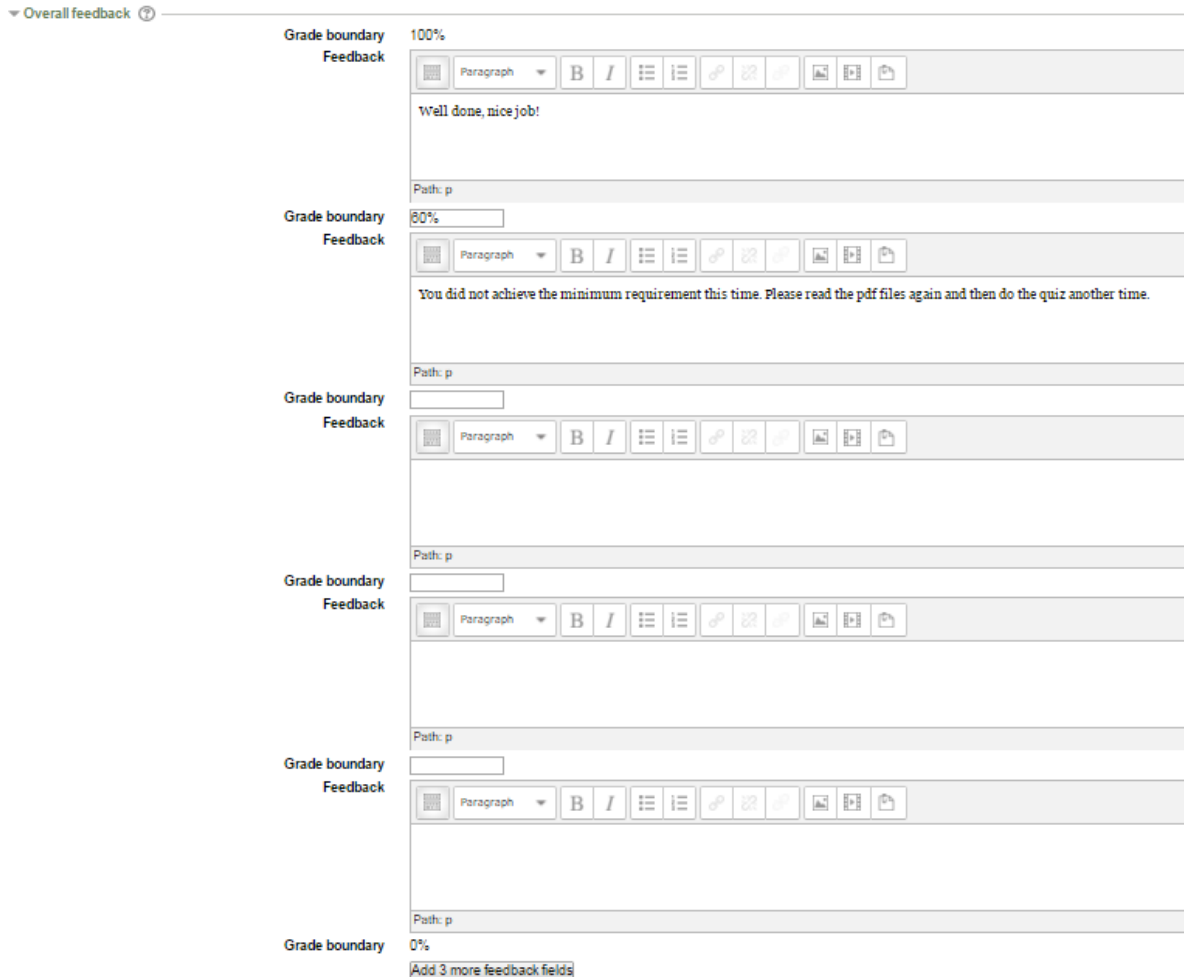 Overall feedback
Grade boundary 100%
Feedback
Paragraph B I
Well done, nice job!
Path: p
Grade boundary 60%
Feedback
Paragraph B I
You did not achieve the minimum requirement this time. Please read the pdf files again and then do the quiz another time.
Path: p
Grade boundary
Feedback
Paragraph B I
Path: p
Grade boundary
Feedback
Paragraph B I
Path: p
Grade boundary
Feedback
Paragraph B I
Path: p
Grade boundary 0%
Add 3 more feedback fields